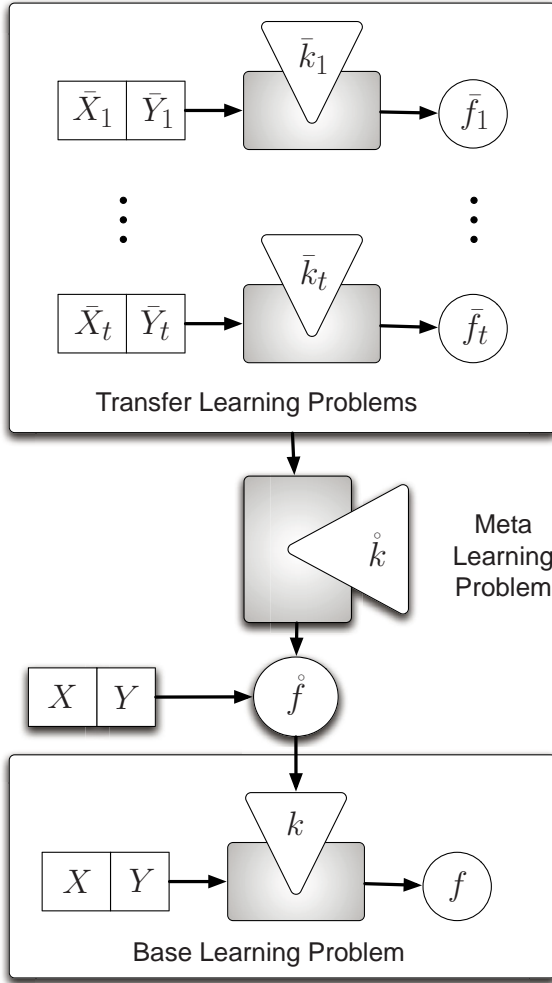 X̄₁ Ȳ₁ k̄₁ f̄₁
X̄ₜ Ȳₜ k̄ₜ f̄ₜ
Transfer Learning Problems
k̊
Meta
Learning
Problem
X Y f̊
k
X Y f
Base Learning Problem